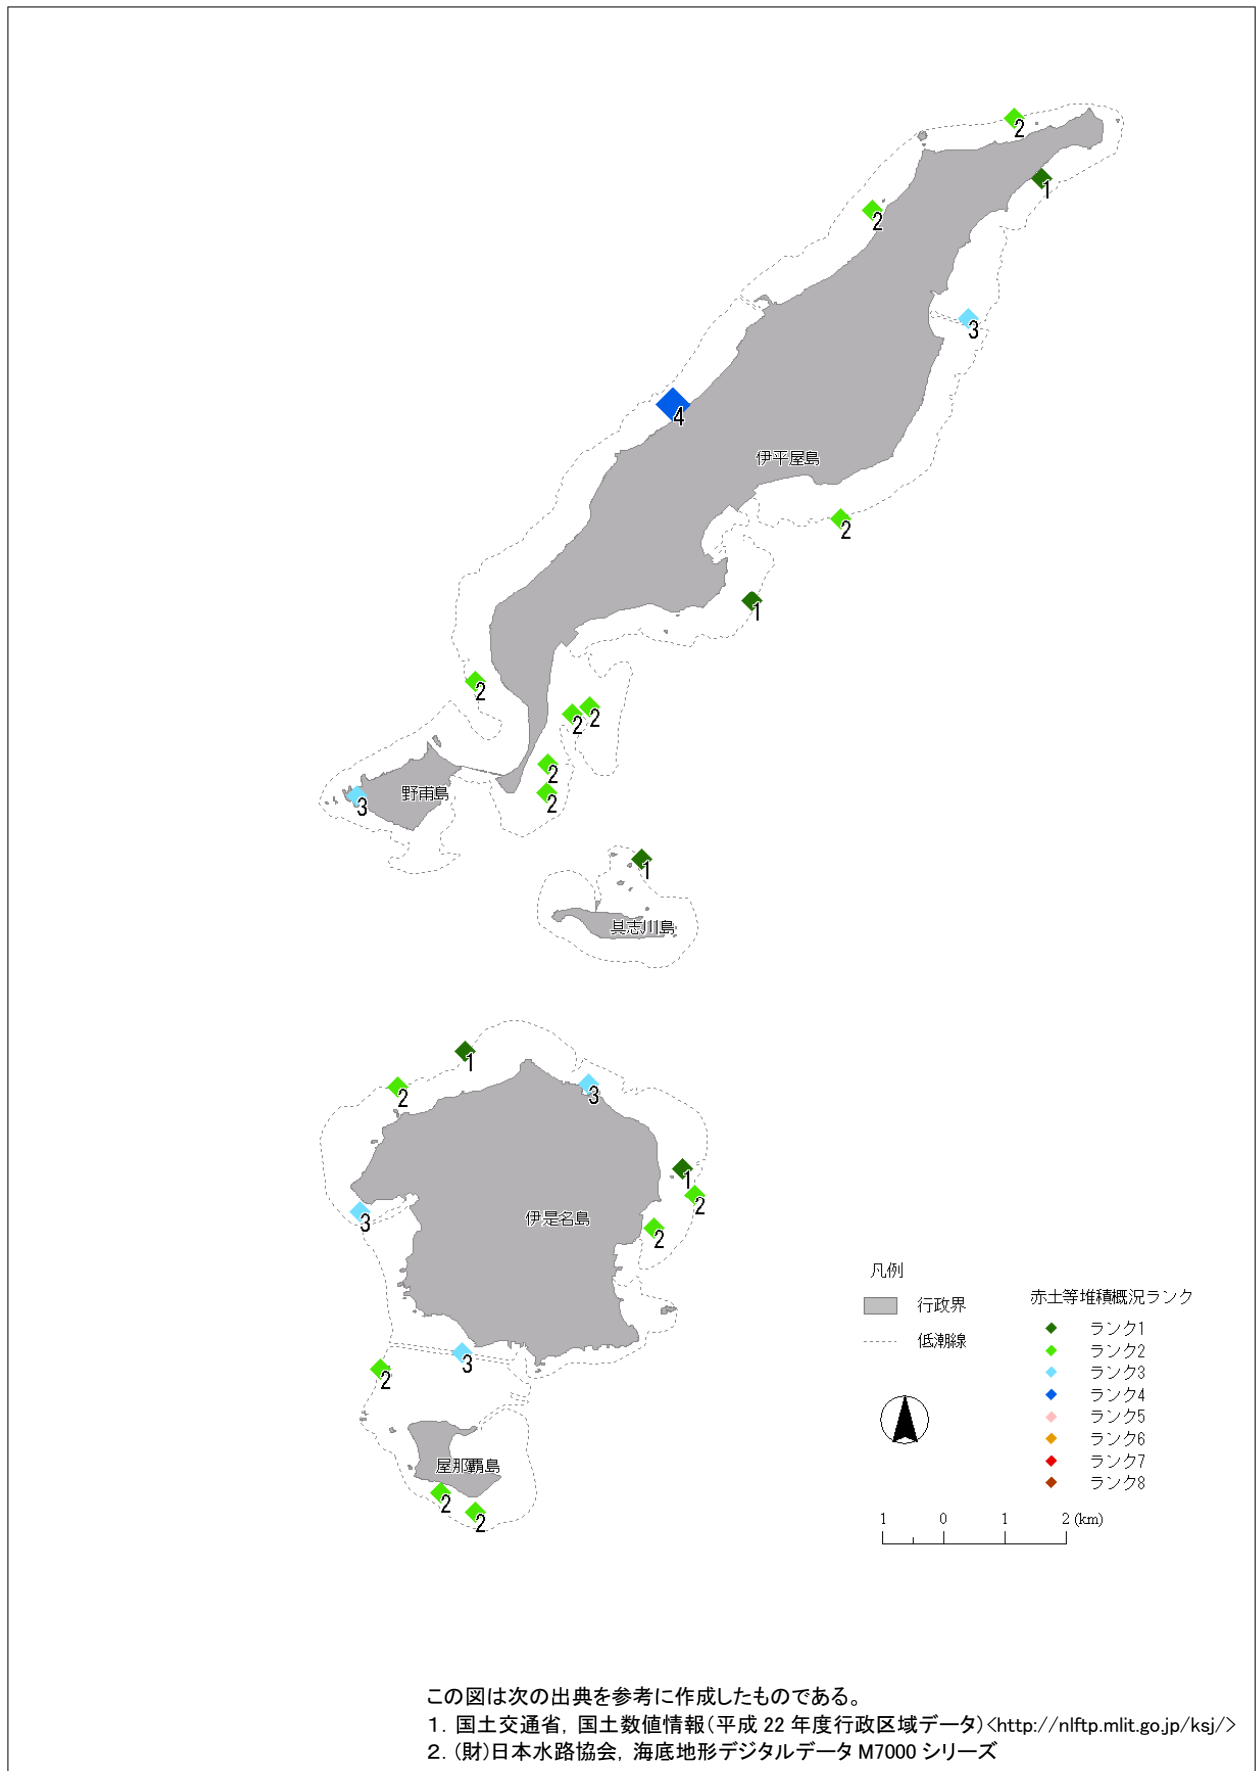 2
1
2
3
4
伊平屋島
2
1
2
2
2
2
2
野甫島
3
1
具志川島
1
2
3
1
2
2
3
伊是名島
3
2
屋那覇島
2
2
凡例
行政界
低潮線
赤土等堆積概況ランク
ランク1
ランク2
ランク3
ランク4
ランク5
ランク6
ランク7
ランク8
1 0 1 2 (km)
この図は次の出典を参考に作成したものである。
1. 国土交通省, 国土数値情報(平成 22 年度行政区域データ)<http://nlftp.mlit.go.jp/ksj/>
2. (財)日本水路協会, 海底地形デジタルデータ M7000 シリーズ